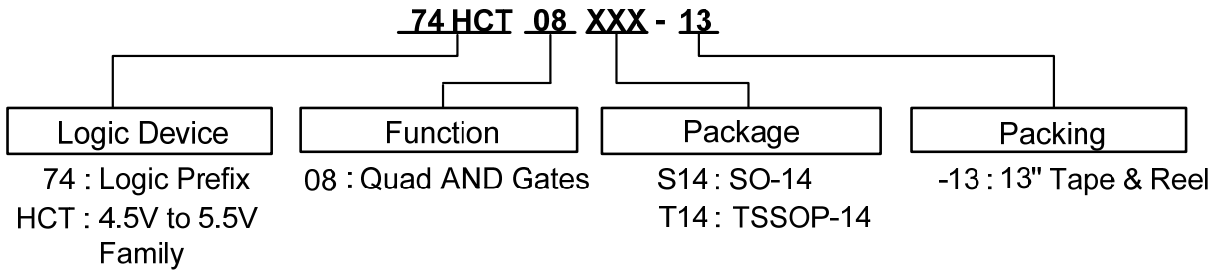 74 HCT 08 XXX - 13
Logic Device
Function
Package
Packing
74 : Logic Prefix
08 : Quad AND Gates
S14 : SO-14
-13 : 13" Tape & Reel
HCT : 4.5V to 5.5V
T14 : TSSOP-14
Family